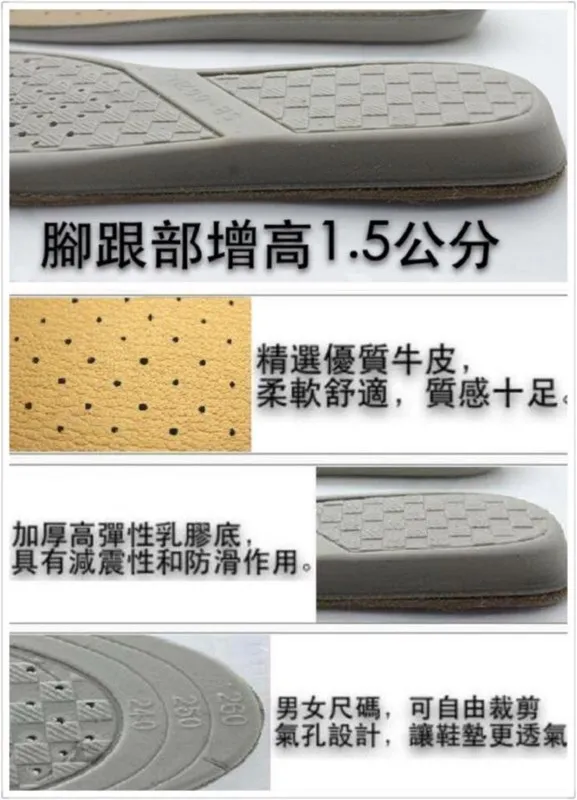 腳跟部增高1.5公分
精選優質牛皮，
柔軟舒適，質感十足。
加厚高彈性乳膠底，
具有減震性和防滑作用。
240
250
260
男女尺碼，可自由裁剪
氣孔設計，讓鞋墊更透氣